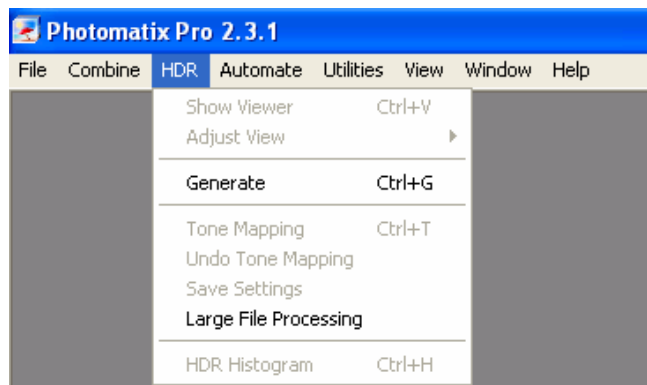 Photomatix Pro 2.3.1
File Combine HDR Automate Utilities View Window Help
Show Viewer Ctrl+V
Adjust View
Generate Ctrl+G
Tone Mapping Ctrl+T
Undo Tone Mapping
Save Settings
Large File Processing
HDR Histogram Ctrl+H